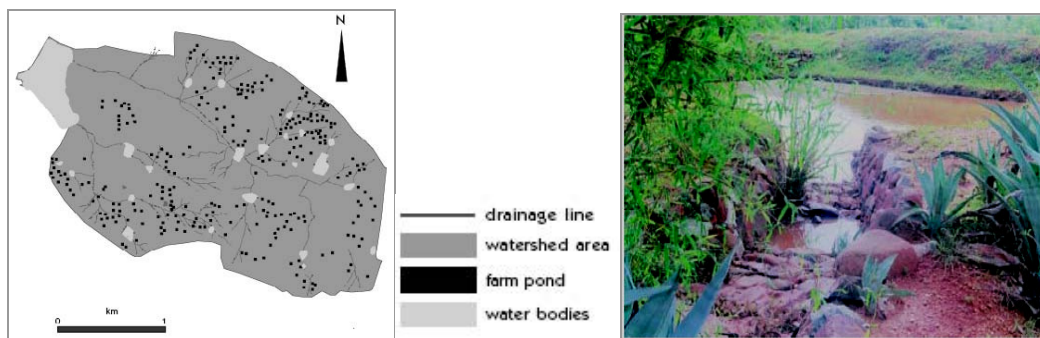 N
km
0
1
drainage line
watershed area
farm pond
water bodies